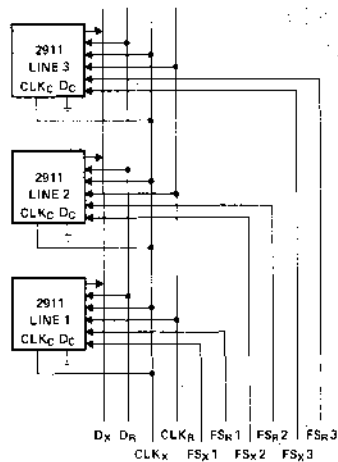 2911
LINE 3
CLKC DC
2911
LINE 2
CLKC DC
2911
LINE 1
CLKC DC
DX DR CLKR FSR1 FSR2 FSR3
CLKX FSX1 FSX2 FSX3